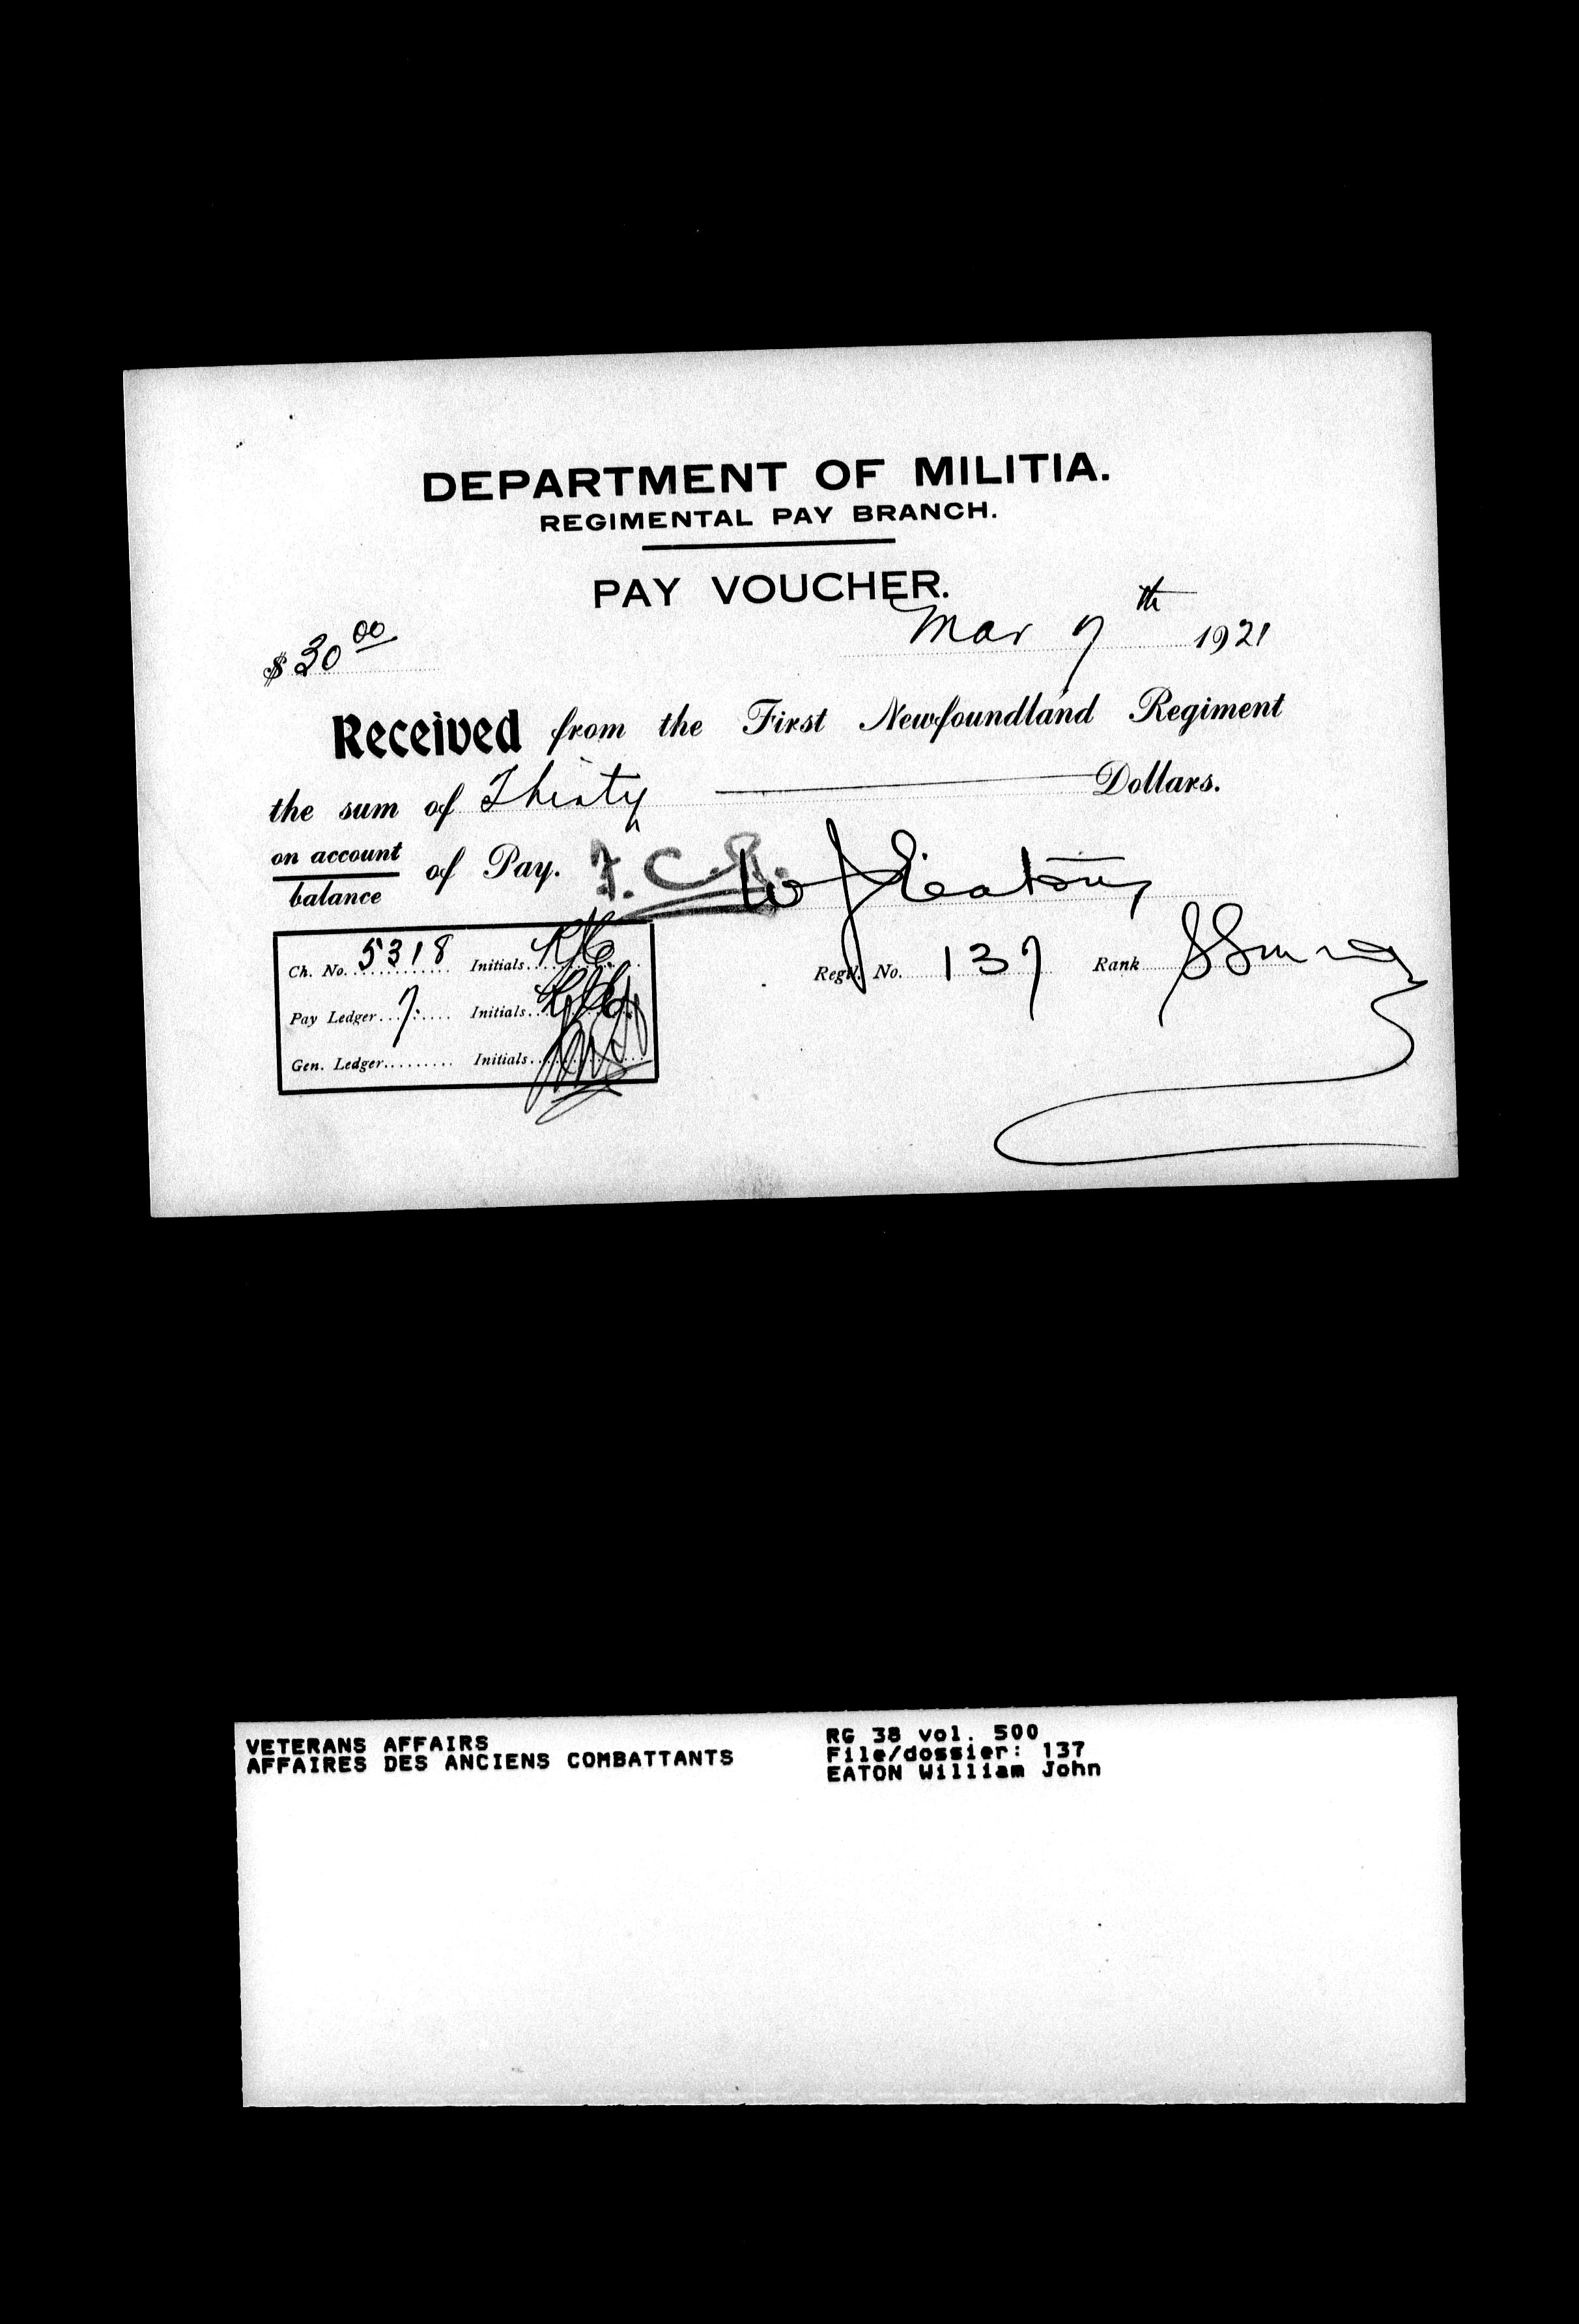 DEPARTMENT OF MILITIA.
REGIMENTAL PAY BRANCH.
PAY VOUCHER.
Mar 7th 1921
$ 30 00
Received from the First Newfoundland Regiment
the sum of Thirty Dollars.
on account
balance
of Pay. W J Eaton
Ch. No. 5318 Initials
Regtl. No. 137 Rank
Pay Ledger 7. Initials
Gen. Ledger Initials
VETERANS AFFAIRS
AFFAIRES DES ANCIENS COMBATTANTS
RG 38 vol. 500
File/dossier: 137
EATON William John